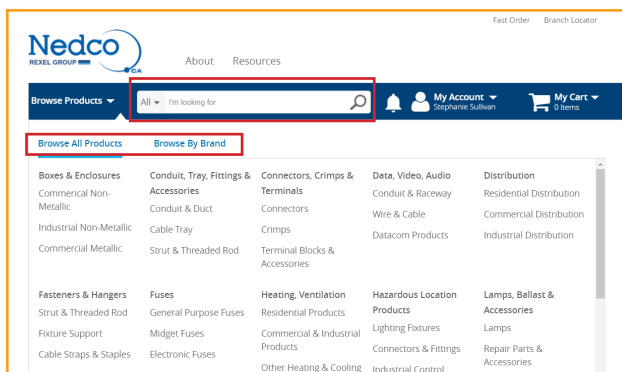 Fast Order Branch Locator
Nedco
REXEL GROUP
.CA
About Resources
Browse Products
All I'm looking for
My Account
Stephanie Sullivan
My Cart
0 Items
Browse All Products Browse By Brand
Boxes & Enclosures
Commerical Non-
Metallic
Industrial Non-Metallic
Commercial Metallic
Conduit, Tray, Fittings &
Accessories
Conduit & Duct
Cable Tray
Strut & Threaded Rod
Connectors, Crimps &
Terminals
Connectors
Crimps
Terminal Blocks &
Accessories
Data, Video, Audio
Conduit & Raceway
Wire & Cable
Datacom Products
Distribution
Residential Distribution
Commercial Distribution
Industrial Distribution
Fasteners & Hangers
Strut & Threaded Rod
Fixture Support
Cable Straps & Staples
Fuses
General Purpose Fuses
Midget Fuses
Electronic Fuses
Heating, Ventilation
Residential Products
Commercial & Industrial
Products
Other Heating & Cooling
Hazardous Location
Products
Lighting Fixtures
Connectors & Fittings
Industrial Control
Lamps, Ballast &
Accessories
Lamps
Repair Parts &
Accessories